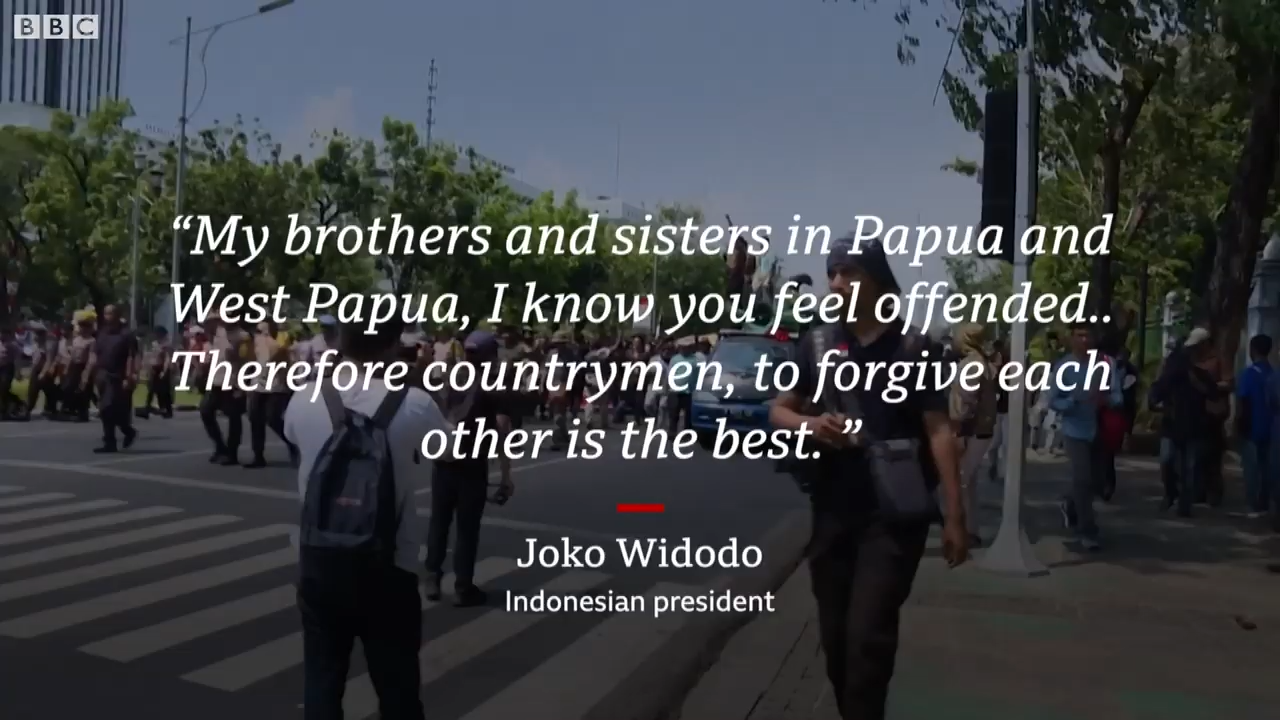 BBC
“My brothers and sisters in Papua and
West Papua, I know you feel offended..
Therefore countrymen, to forgive each
other is the best. ”
Joko Widodo
Indonesian president